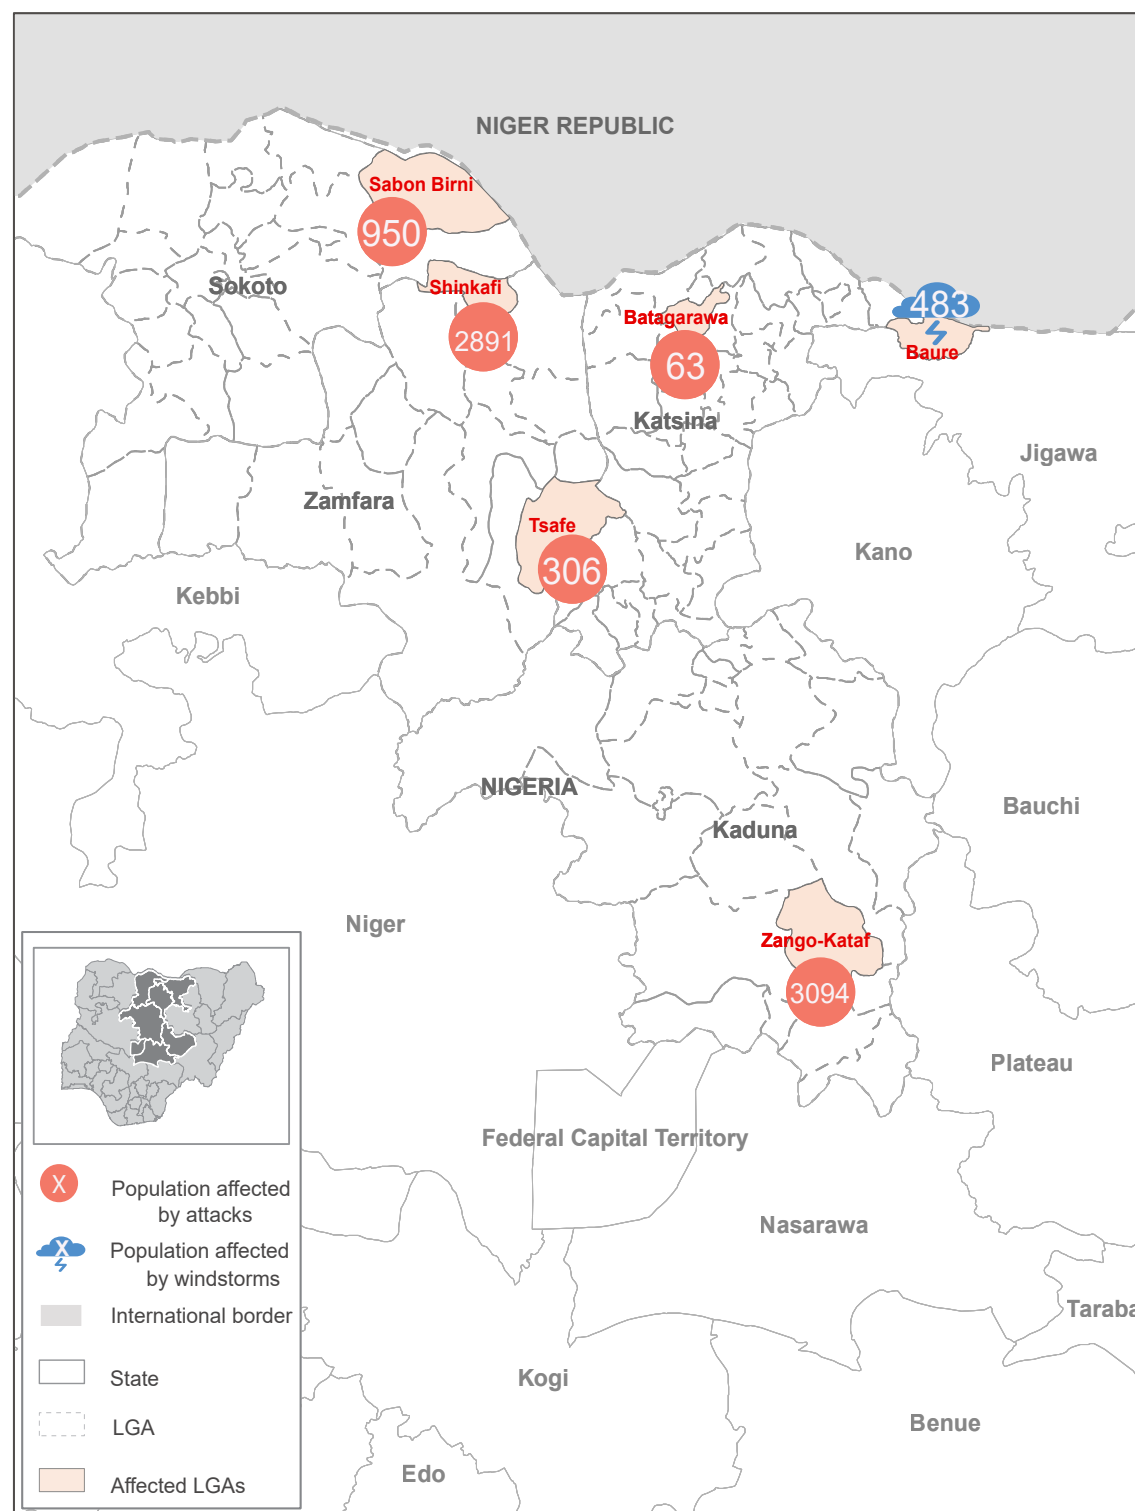 NIGER REPUBLIC
Sabon Birni
950
Sokoto
Shinkafi
2891
Batagarawa
63
Katsina
483
Baure
Jigawa
Zamfara
Tsafe
306
Kano
Kebbi
NIGERIA
Bauchi
Kaduna
Niger
Zango-Kataf
3094
Plateau
Federal Capital Territory
Nasarawa
Taraba
Kogi
Benue
Edo
X
Population affected
by attacks
X
Population affected
by windstorms
International border
State
LGA
Affected LGAs